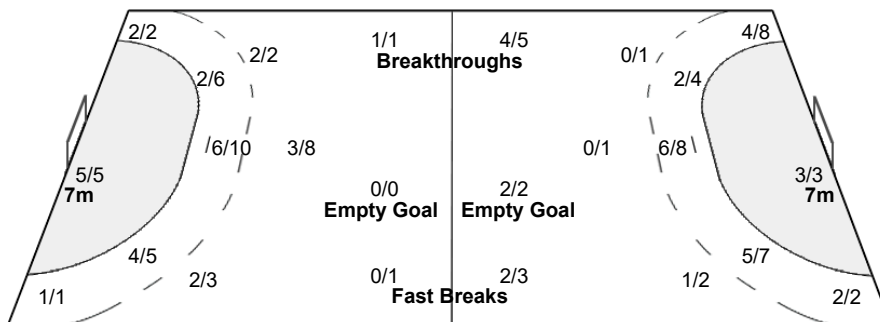 2/2 2/2 1/1 4/5 0/1 4/8
Breakthroughs
2/6 2/4
6/10 3/8 0/1 6/8
5/5 3/3
7m 0/0 2/2 7m
Empty Goal Empty Goal
4/5 5/7
2/3 0/1 2/3 1/2
1/1 Fast Breaks 2/2